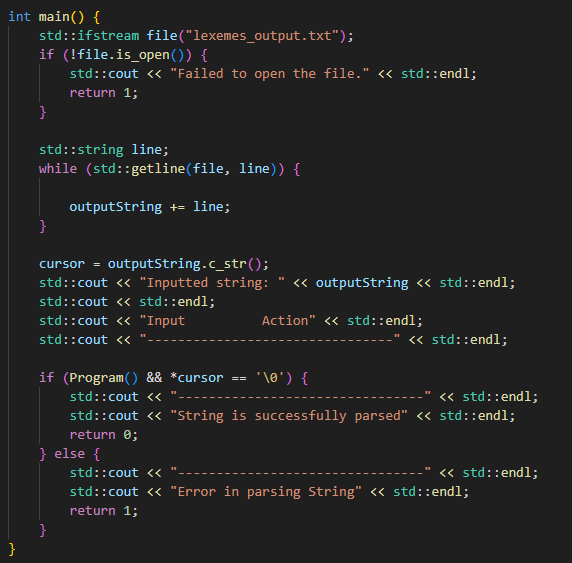 int main() {
    std::ifstream file("lexemes_output.txt");
    if (!file.is_open()) {
        std::cout << "Failed to open the file." << std::endl;
        return 1;
    }

    std::string line;
    while (std::getline(file, line)) {

        outputString += line;
    }

    cursor = outputString.c_str();
    std::cout << "Inputted string: " << outputString << std::endl;
    std::cout << std::endl;
    std::cout << "Input          Action" << std::endl;
    std::cout << "--------------------------------" << std::endl;

    if (Program() && *cursor == '\0') {
        std::cout << "--------------------------------" << std::endl;
        std::cout << "String is successfully parsed" << std::endl;
        return 0;
    } else {
        std::cout << "--------------------------------" << std::endl;
        std::cout << "Error in parsing String" << std::endl;
        return 1;
    }
}